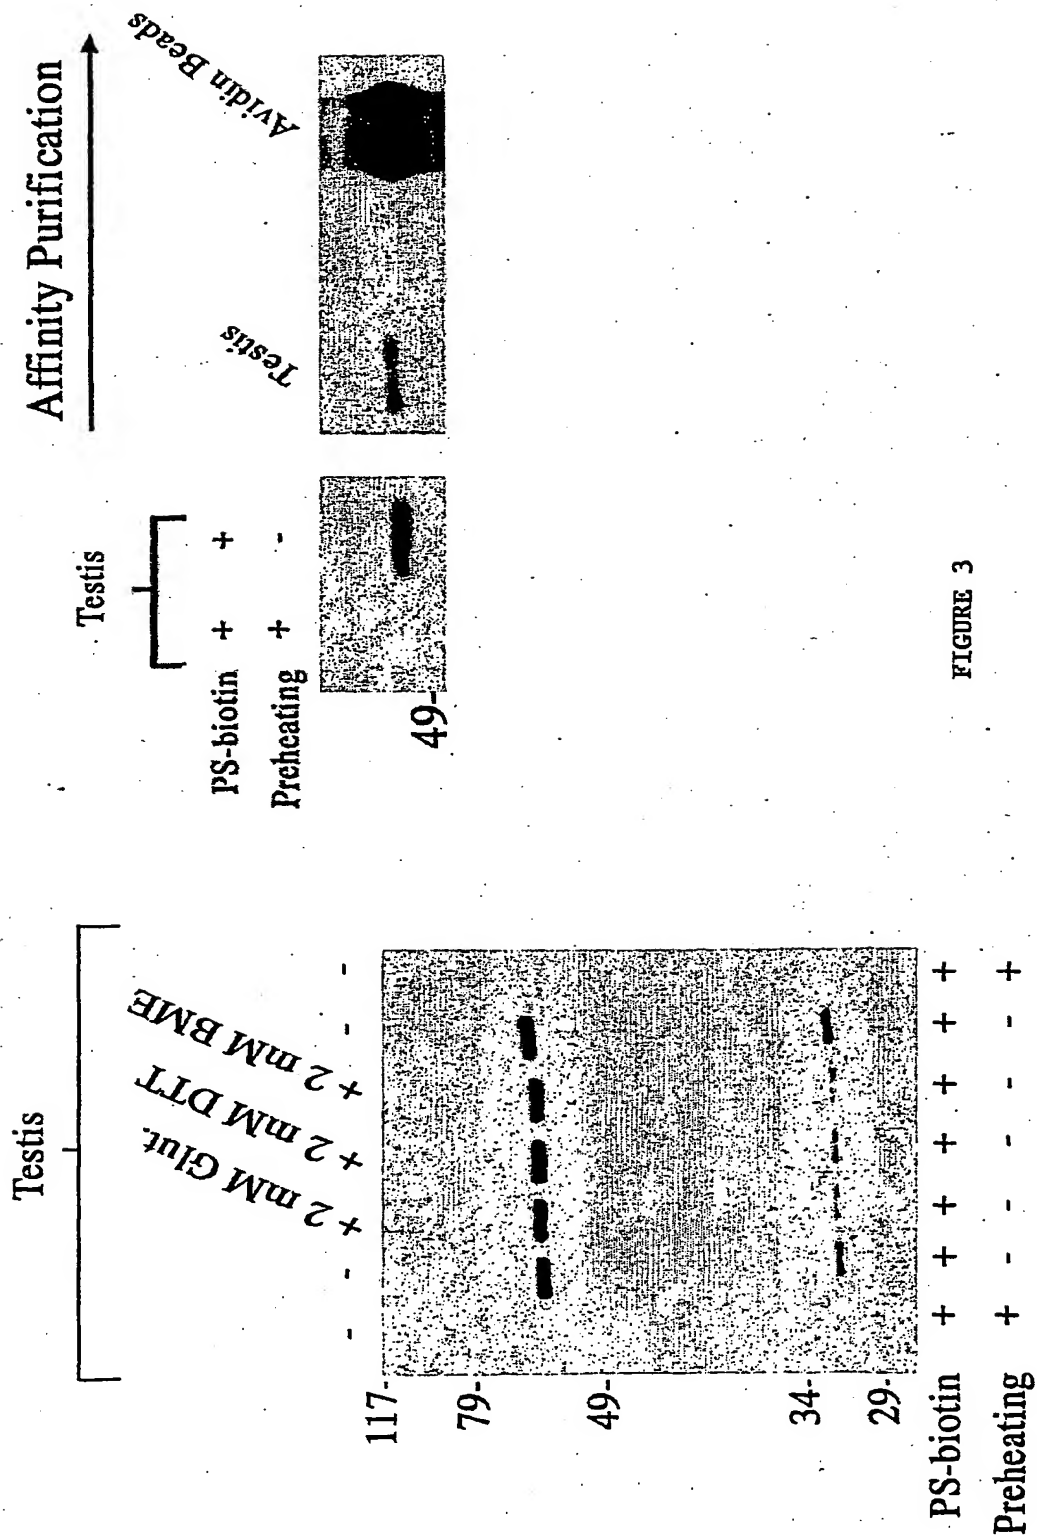 Testis
- - + 2 mM Glut. + 2 mM DTT + 2 mM BME - -
117-
79-
49-
34-
29-
PS-biotin + + + + + + +
Preheating + - - - - - +
Testis
PS-biotin + +
Preheating + -
49-
Affinity Purification
Testis Avidin Beads
FIGURE 3